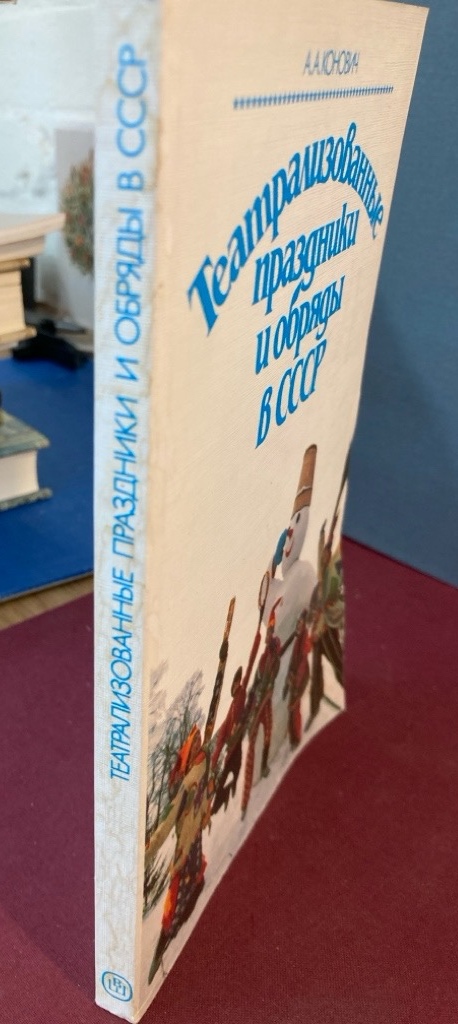 А.А.КОНОВИЧ
Театрализованные
праздники
и обряды
в СССР
ТЕАТРАЛИЗОВАННЫЕ ПРАЗДНИКИ И ОБРЯДЫ В СССР